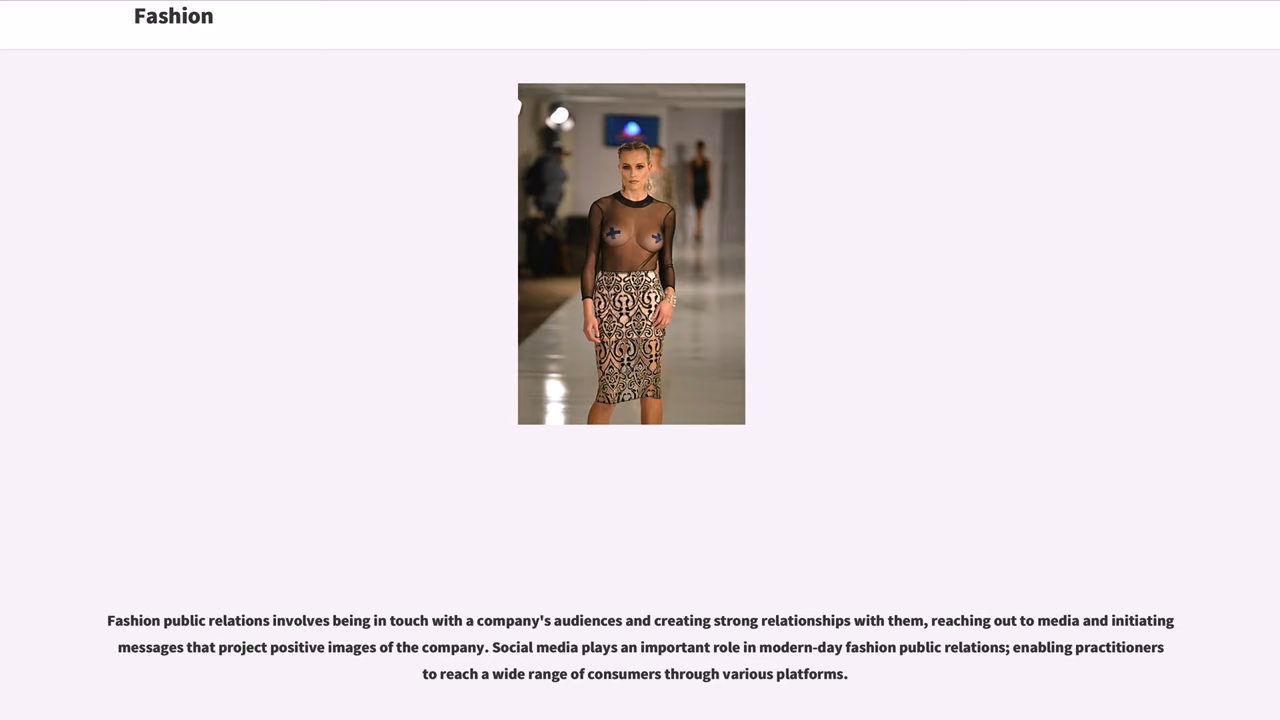 Fashion
Fashion public relations involves being in touch with a company's audiences and creating strong relationships with them, reaching out to media and initiating
messages that project positive images of the company. Social media plays an important role in modern-day fashion public relations; enabling practitioners
to reach a wide range of consumers through various platforms.